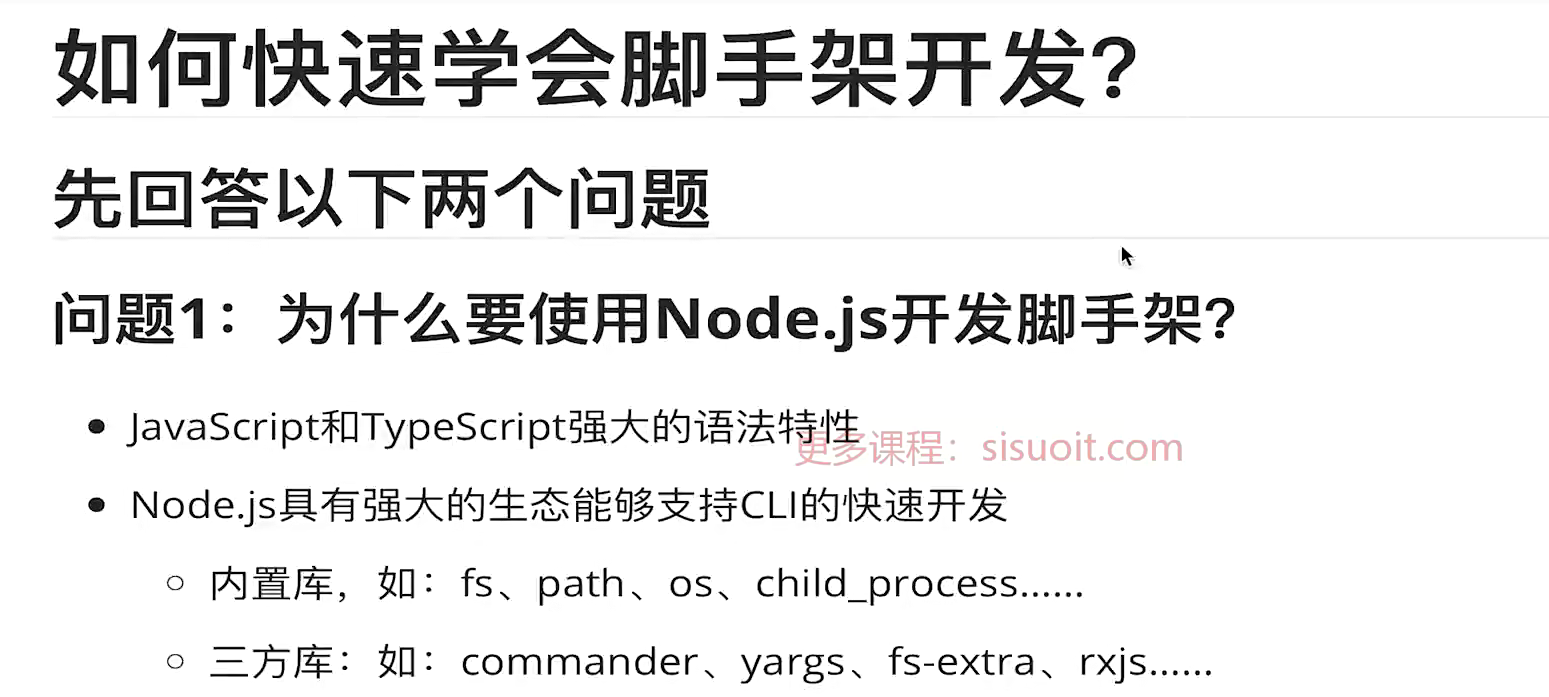 如何快速学会脚手架开发？
先回答以下两个问题
问题1：为什么要使用Node.js开发脚手架？
JavaScript和TypeScript强大的语法特性
更多课程：sisuoit.com
Node.js具有强大的生态能够支持CLI的快速开发
内置库，如：fs、path、os、child_process……
三方库：如：commander、yargs、fs-extra、rxjs……